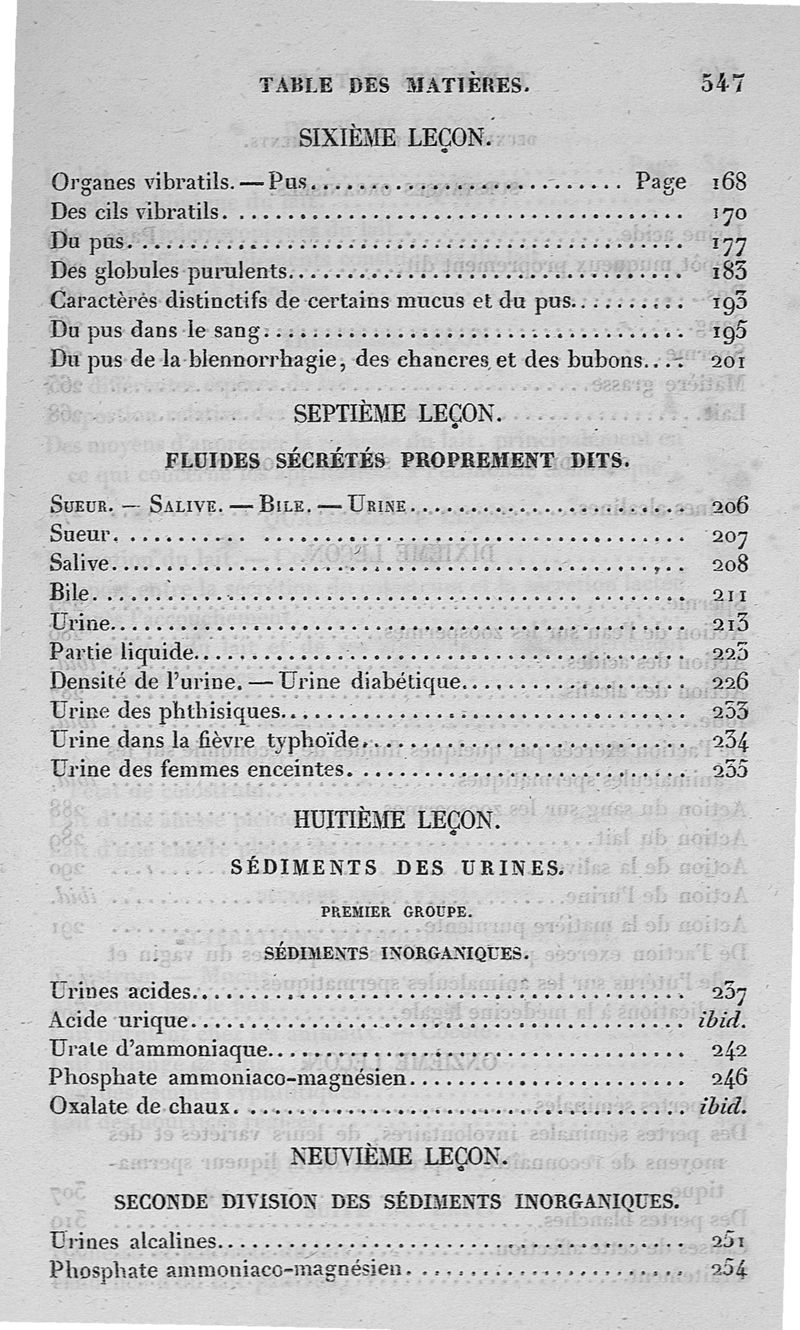 TABLE DES MATIÈRES. 547
SIXIÈME LEÇON.
Organes vibratils. — Pus. Page 168
Des cils vibratils. 170
Du pus. 177
Des globules purulents. 183
Caractères distinctifs de certains mucus et du pus. 193
Du pus dans le sang. 195
Du pus de la blennorrhagie, des chancres et des bubons. 201
SEPTIÈME LEÇON.
FLUIDES SÉCRÉTÉS PROPREMENT DITS.
SUEUR. — SALIVE. — BILE. — URINE. 206
Sueur. 207
Salive. 208
Bile. 211
Urine. 213
Partie liquide. 223
Densité de l'urine. — Urine diabétique. 226
Urine des phthisiques. 233
Urine dans la fièvre typhoïde. 234
Urine des femmes enceintes. 235
HUITIÈME LEÇON.
SÉDIMENTS DES URINES.
PREMIER GROUPE.
SÉDIMENTS INORGANIQUES.
Urines acides. 237
Acide urique. ibid.
Urate d'ammoniaque. 242
Phosphate ammoniaco-magnésien. 246
Oxalate de chaux. ibid.
NEUVIÈME LEÇON.
SECONDE DIVISION DES SÉDIMENTS INORGANIQUES.
Urines alcalines. 251
Phosphate ammoniaco-magnésien. 254